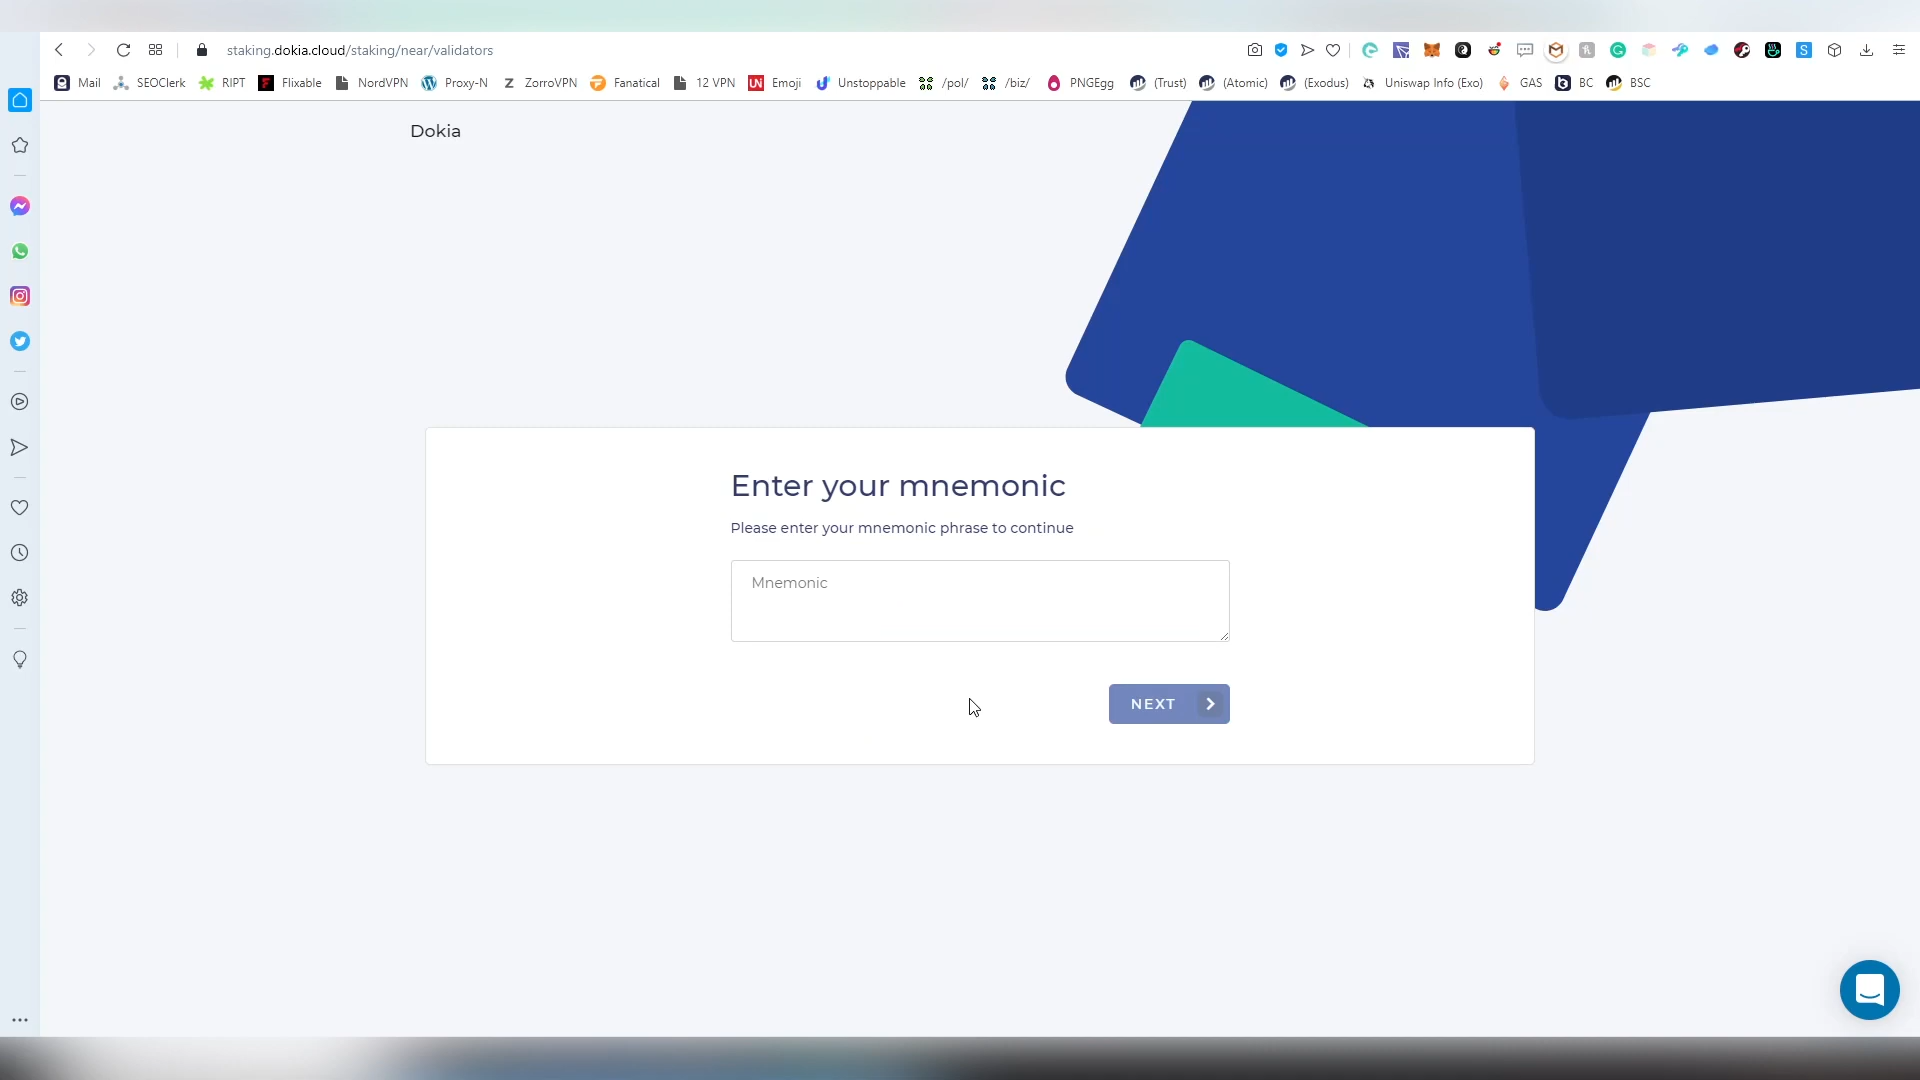 staking.dokia.cloud/staking/near/validators
Mail SEOClerk RIPT Flixable NordVPN Proxy-N ZorroVPN Fanatical 12 VPN UN Emoji Unstoppable /pol/ /biz/ PNGEgg (Trust) (Atomic) (Exodus) Uniswap Info (Exo) GAS BC BSC
Dokia
Enter your mnemonic
Please enter your mnemonic phrase to continue
Mnemonic
NEXT